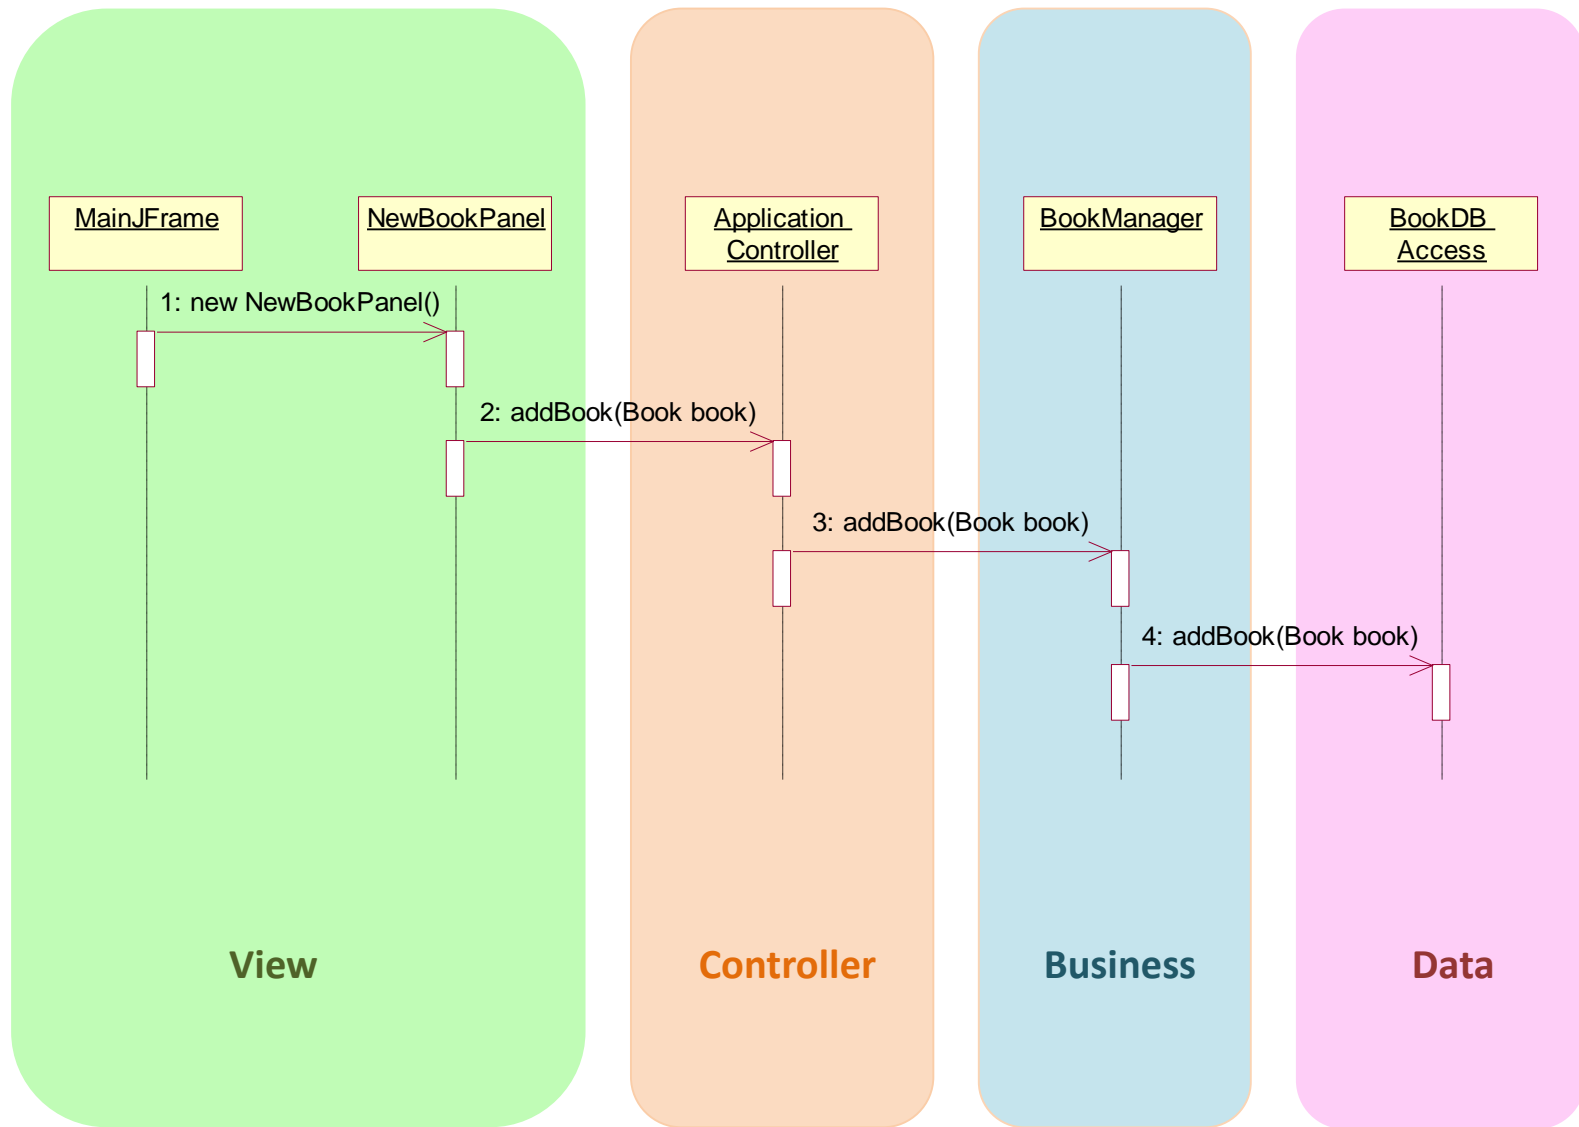 MainJFrame
NewBookPanel
Application
Controller
BookManager
BookDB
Access
1: new NewBookPanel()
2: addBook(Book book)
3: addBook(Book book)
4: addBook(Book book)
View
Controller
Business
Data